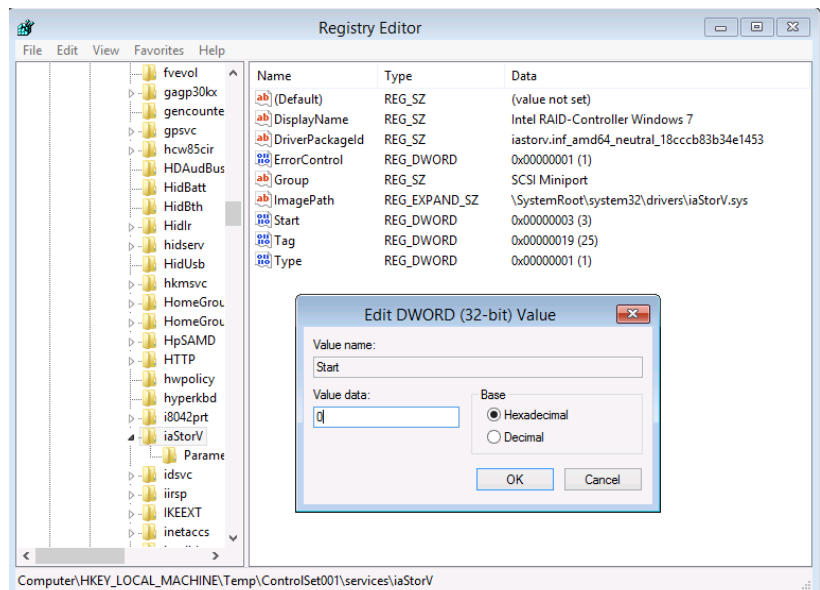 Registry Editor
File Edit View Favorites Help
fvevol
gagp30kx
gencounte
gpsvc
hcw85cir
HDAudBus
HidBatt
HidBth
HidIr
hidserv
HidUsb
hkmsvc
HomeGrou
HomeGrou
HpSAMD
HTTP
hwpolicy
hyperkbd
i8042prt
iaStorV
Parame
idsvc
iirsp
IKEEXT
inetaccs
Name Type Data
(Default) REG_SZ (value not set)
DisplayName REG_SZ Intel RAID-Controller Windows 7
DriverPackageId REG_SZ iastorv.inf_amd64_neutral_18cccb83b34e1453
ErrorControl REG_DWORD 0x00000001 (1)
Group REG_SZ SCSI Miniport
ImagePath REG_EXPAND_SZ \SystemRoot\system32\drivers\iaStorV.sys
Start REG_DWORD 0x00000003 (3)
Tag REG_DWORD 0x00000019 (25)
Type REG_DWORD 0x00000001 (1)
Edit DWORD (32-bit) Value
Value name:
Start
Value data:
0
Base
Hexadecimal
Decimal
OK Cancel
Computer\HKEY_LOCAL_MACHINE\Temp\ControlSet001\services\iaStorV